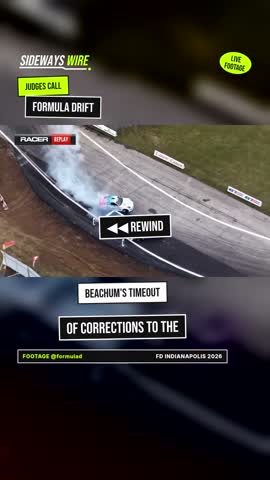 SIDEWAYS WIRE.
LIVE FOOTAGE
JUDGES CALL
FORMULA DRIFT
RACER REPLAY
REWIND
BEACHUM'S TIMEOUT
OF CORRECTIONS TO THE
FOOTAGE @formulad
FD INDIANAPOLIS 2026